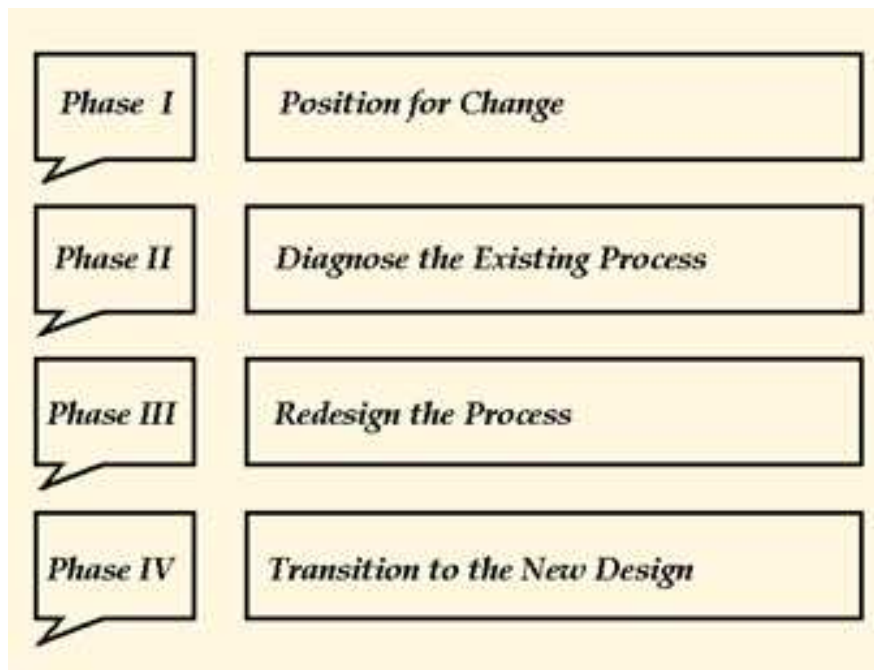 Phase I
Position for Change
Phase II
Diagnose the Existing Process
Phase III
Redesign the Process
Phase IV
Transition to the New Design